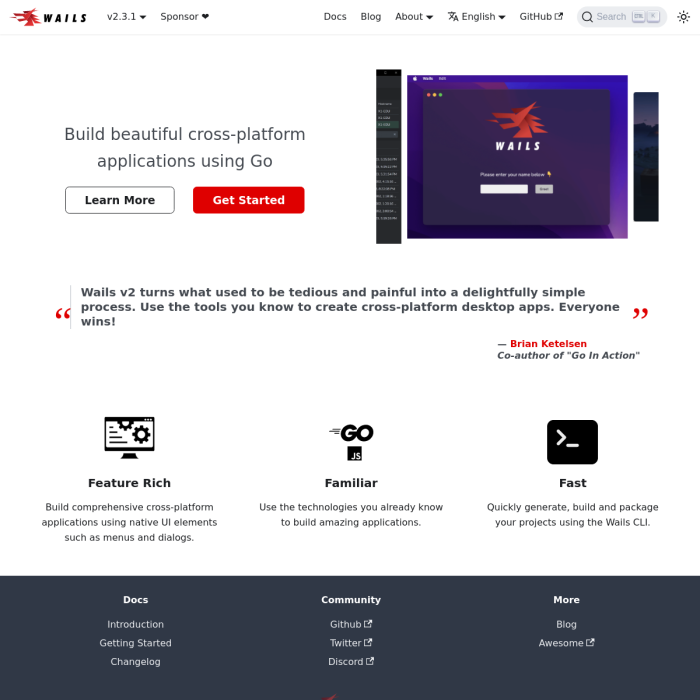 WAILS
v2.3.1
Sponsor ❤
Docs
Blog
About
English
GitHub
Search
Build beautiful cross-platform
applications using Go
Learn More
Get Started
Wails
Edit
WAILS
Please enter your name below 👇
Wails v2 turns what used to be tedious and painful into a delightfully simple
process. Use the tools you know to create cross-platform desktop apps. Everyone
wins!
— Brian Ketelsen
Co-author of "Go In Action"
GO
JS
Feature Rich
Build comprehensive cross-platform
applications using native UI elements
such as menus and dialogs.
Familiar
Use the technologies you already know
to build amazing applications.
Fast
Quickly generate, build and package
your projects using the Wails CLI.
Docs
Introduction
Getting Started
Changelog
Community
Github
Twitter
Discord
More
Blog
Awesome